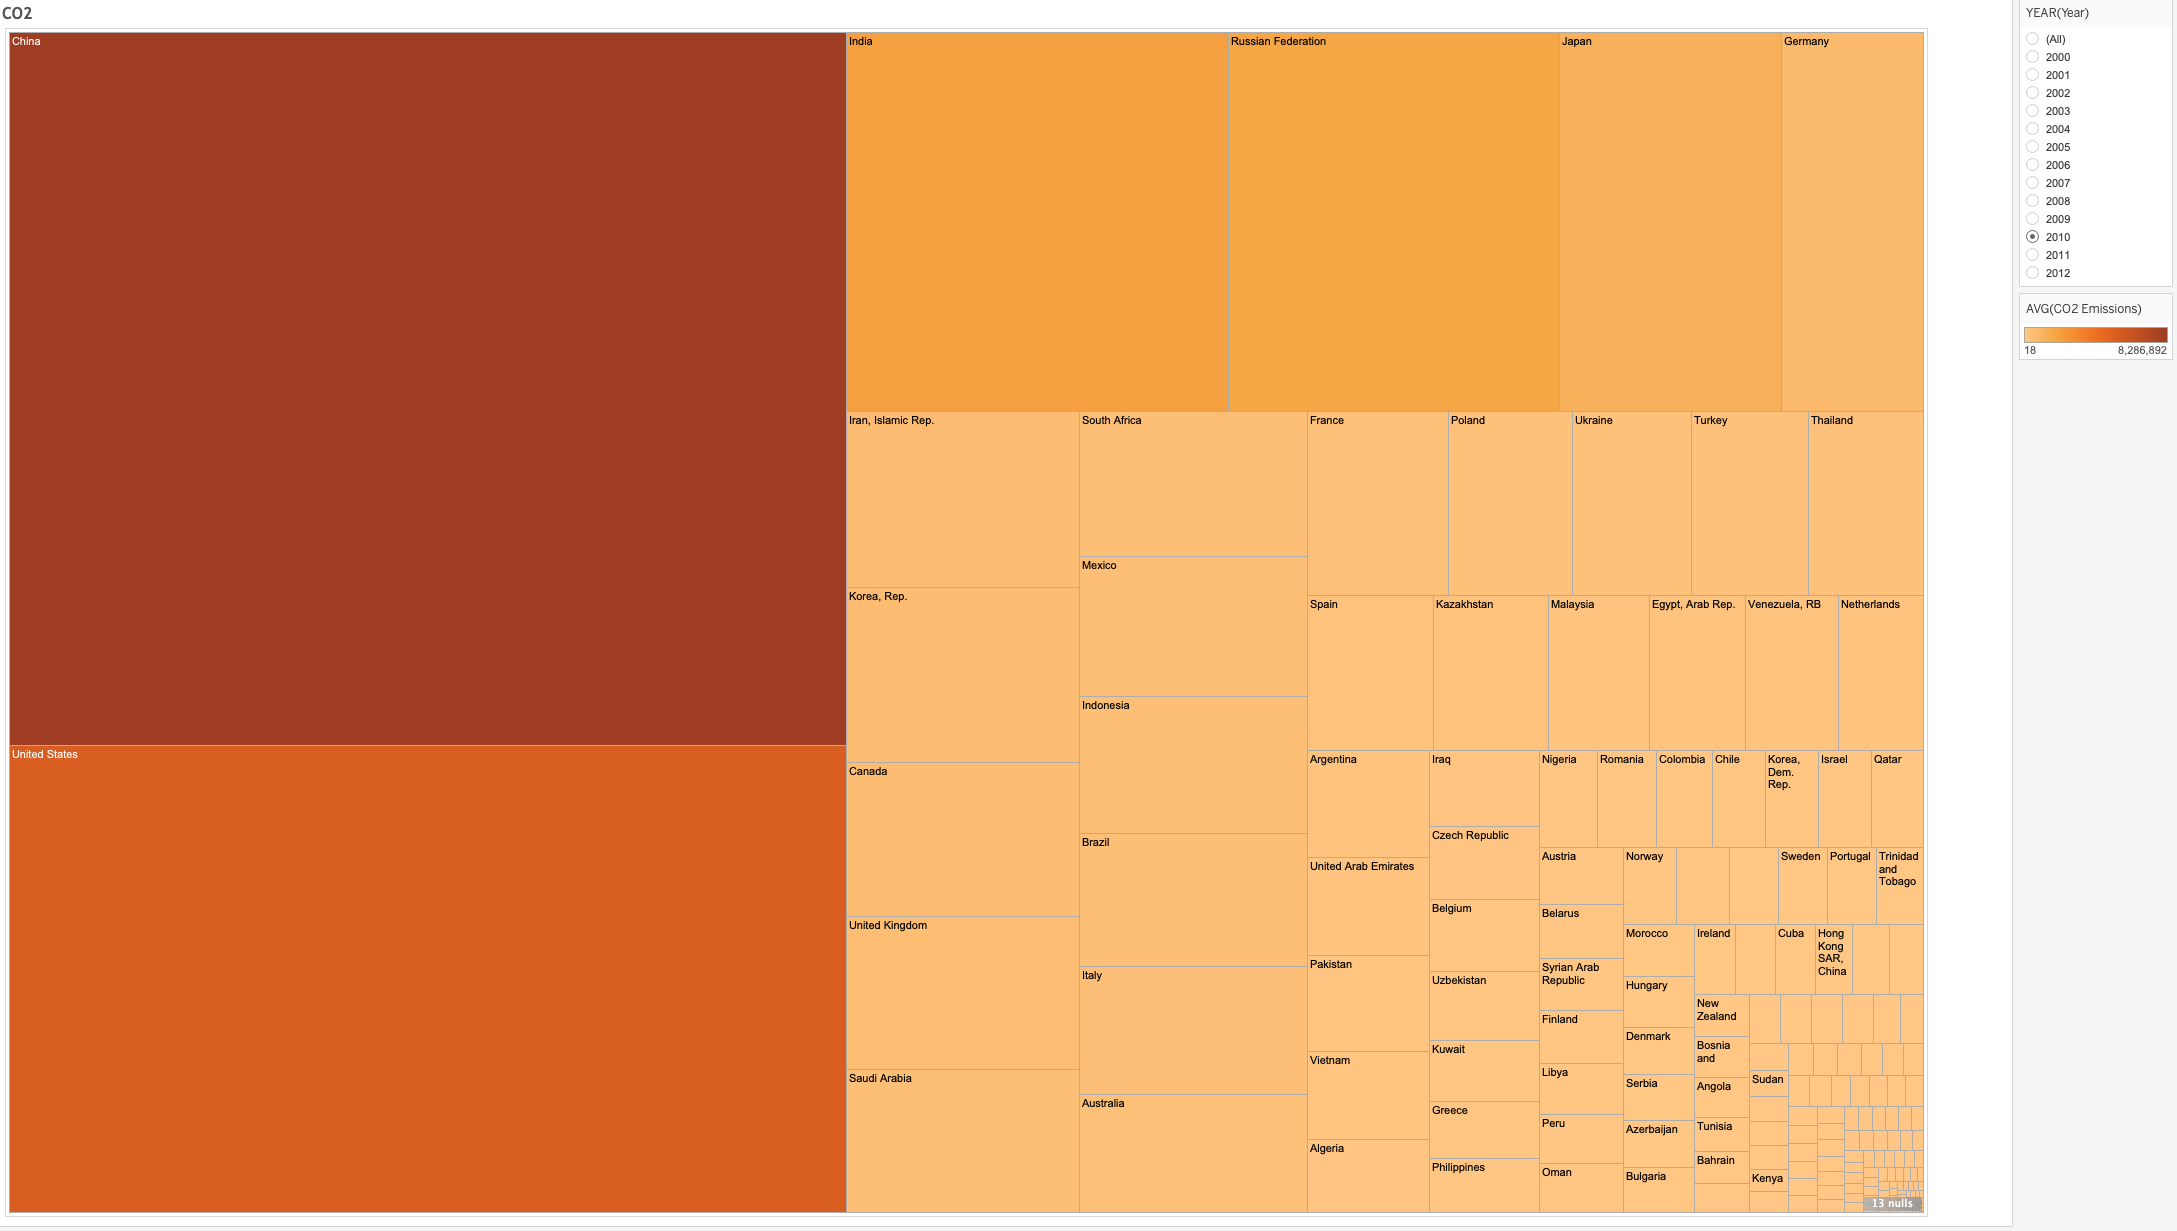 CO2
China
India
Russian Federation
Japan
Germany
Iran, Islamic Rep.
South Africa
France
Poland
Ukraine
Turkey
Thailand
Mexico
Korea, Rep.
Spain
Kazakhstan
Malaysia
Egypt, Arab Rep.
Venezuela, RB
Netherlands
Indonesia
United States
Canada
Argentina
Iraq
Nigeria
Romania
Colombia
Chile
Korea,
Dem.
Rep.
Israel
Qatar
Brazil
Czech Republic
United Arab Emirates
Austria
Norway
Sweden
Portugal
Trinidad
and
Tobago
Belgium
Belarus
United Kingdom
Morocco
Ireland
Cuba
Hong
Kong
SAR,
China
Italy
Pakistan
Uzbekistan
Syrian Arab
Republic
Hungary
New
Zealand
Finland
Denmark
Bosnia
and
Kuwait
Vietnam
Libya
Saudi Arabia
Serbia
Angola
Sudan
Australia
Greece
Peru
Azerbaijan
Tunisia
Algeria
Philippines
Oman
Bulgaria
Bahrain
Kenya
13 nulls
YEAR(Year)
(All)
2000
2001
2002
2003
2004
2005
2006
2007
2008
2009
2010
2011
2012
AVG(CO2 Emissions)
18
8,286,892